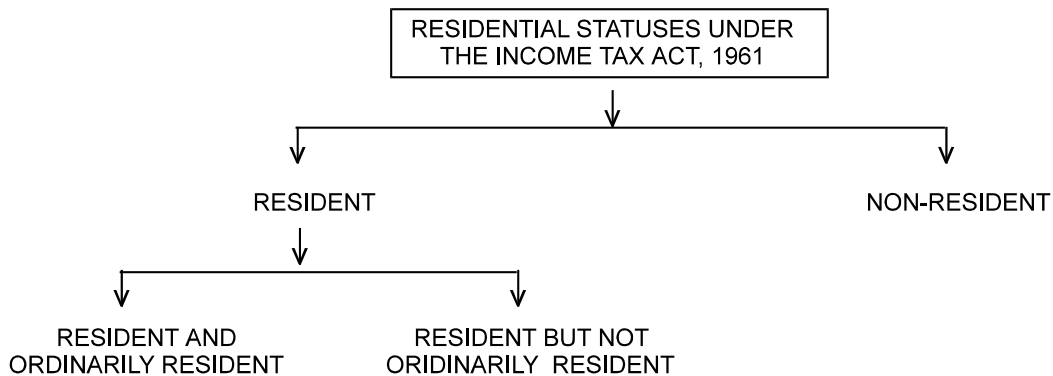 RESIDENTIAL STATUSES UNDER
THE INCOME TAX ACT, 1961
RESIDENT
NON-RESIDENT
RESIDENT AND
ORDINARILY RESIDENT
RESIDENT BUT NOT
ORIDINARILY RESIDENT